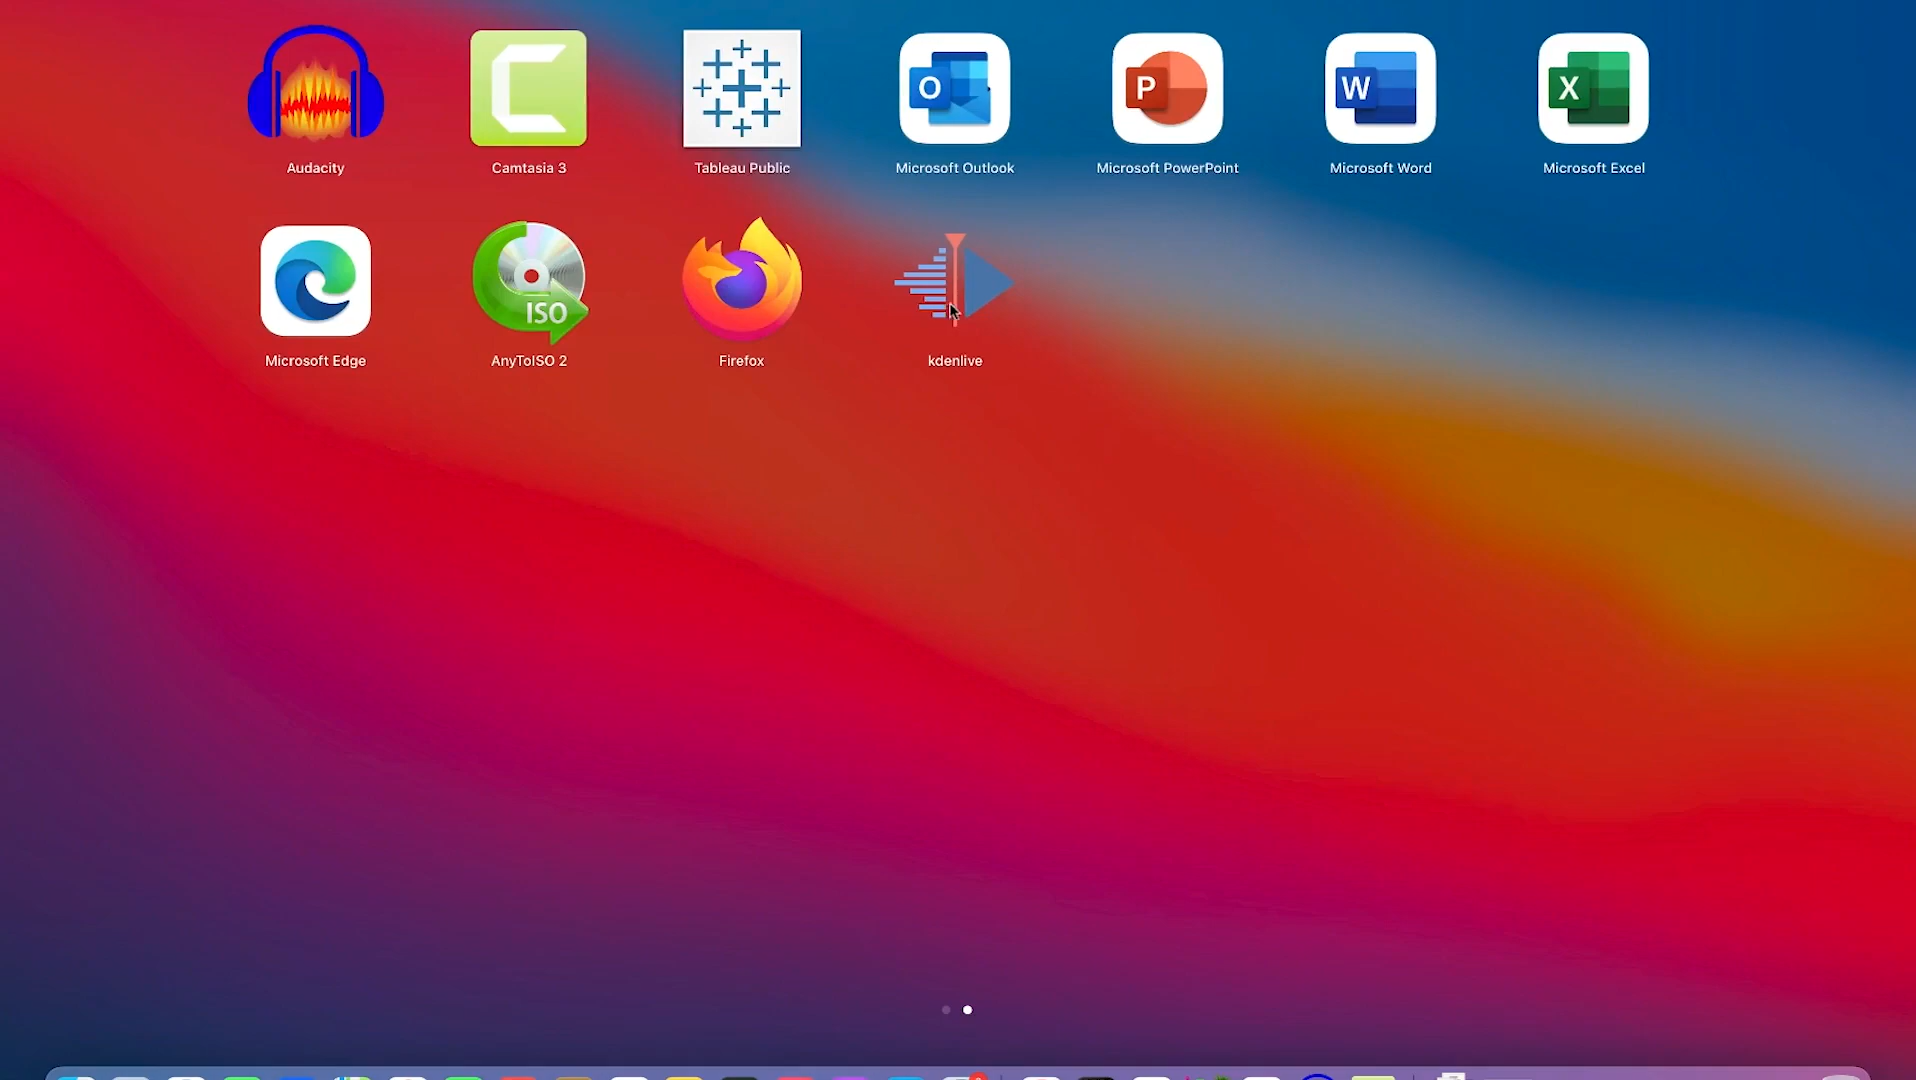 Audacity
Camtasia 3
Tableau Public
O
Microsoft Outlook
P
Microsoft PowerPoint
W
Microsoft Word
X
Microsoft Excel
Microsoft Edge
ISO
AnyToISO 2
Firefox
kdenlive